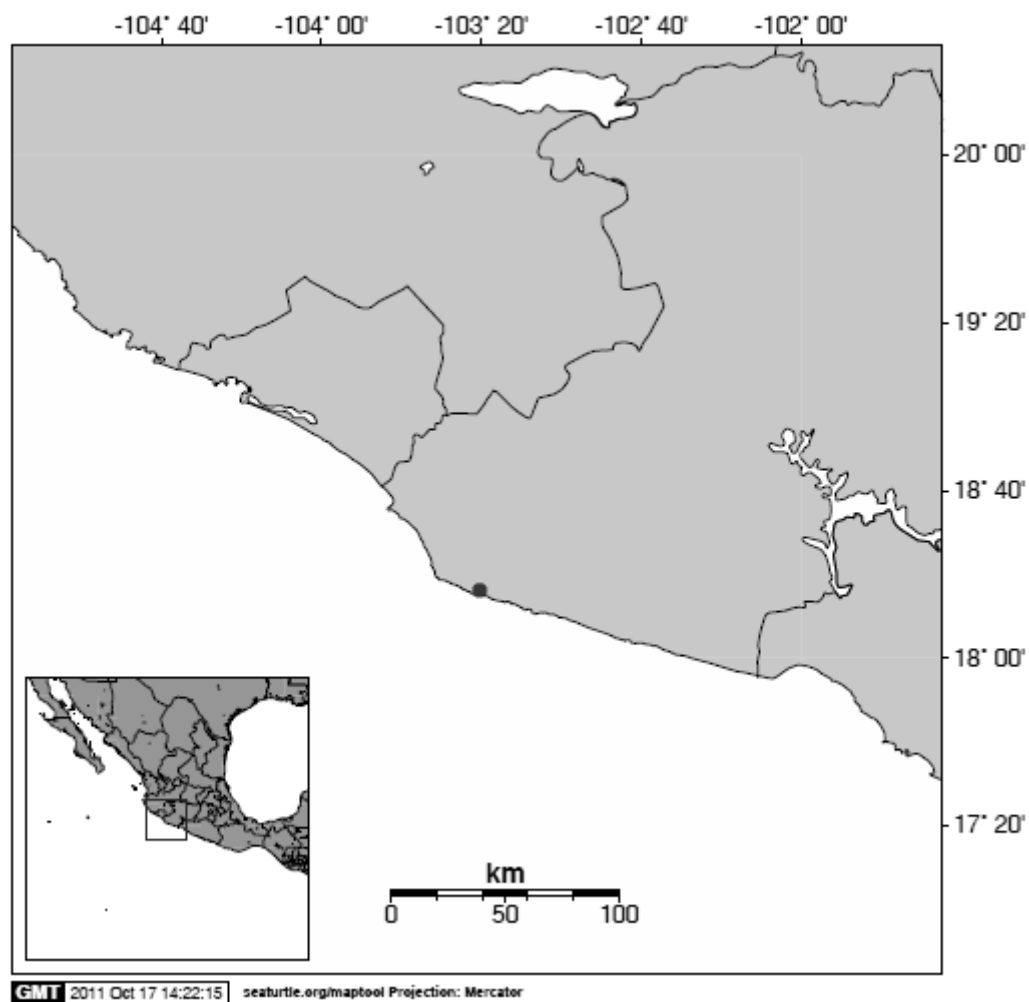 -104˚ 40' -104˚ 00' -103˚ 20' -102˚ 40' -102˚ 00'
20˚ 00'
19˚ 20'
18˚ 40'
18˚ 00'
17˚ 20'
km
0 50 100
GMT 2011 Oct 17 14:22:15 seaturtle.org/maptool Projection: Mercator